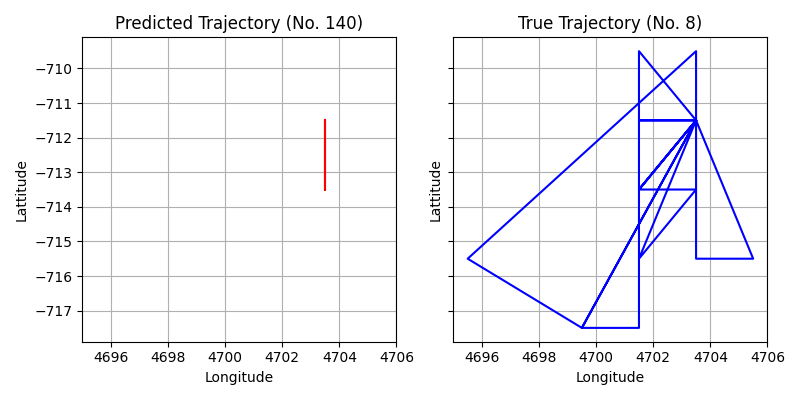 Predicted Trajectory (No. 140)
−710
−711
−712
−713
−714
−715
−716
−717
Lattitude
4696 4698 4700 4702 4704 4706
Longitude
True Trajectory (No. 8)
Lattitude
4696 4698 4700 4702 4704 4706
Longitude